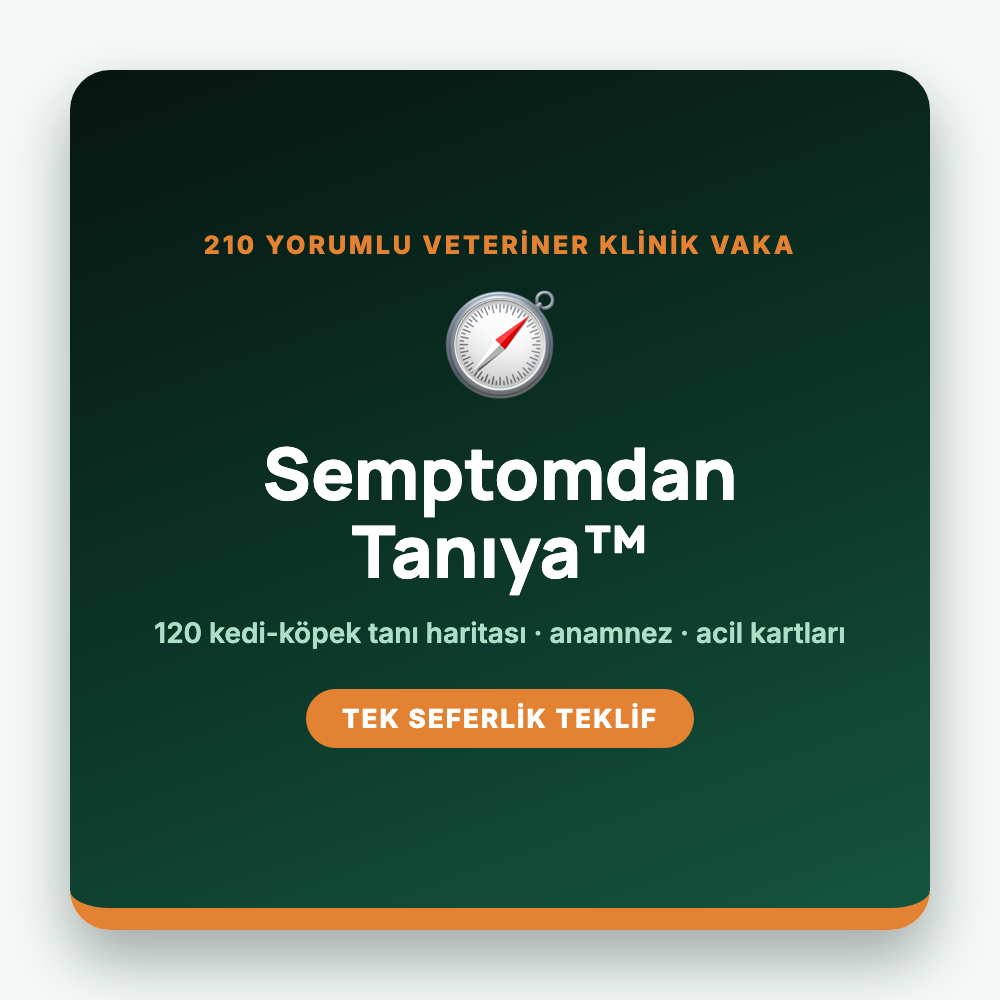 210 YORUMLU VETERİNER KLİNİK VAKA
Semptomdan
Tanıya™
120 kedi-köpek tanı haritası · anamnez · acil kartları
TEK SEFERLİK TEKLİF